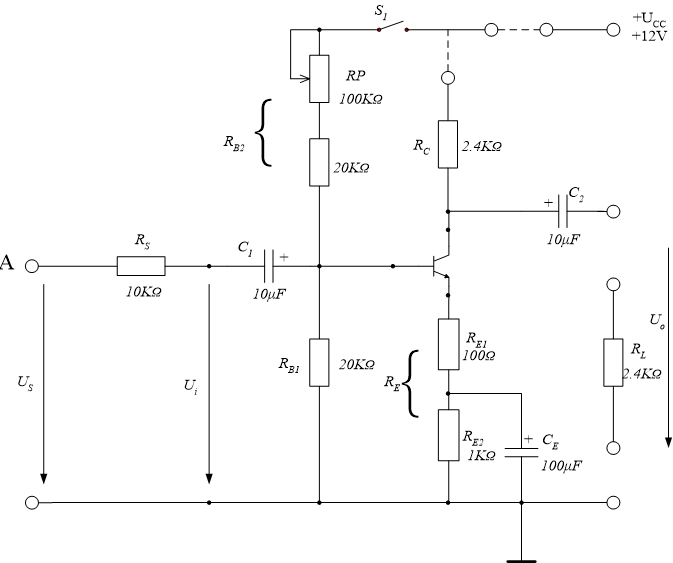 S1
+UCC
+12V
RP
100KΩ
RB2
20KΩ
RC
2.4KΩ
C2
+
10μF
A
RS
10KΩ
C1
+
10μF
US
Ui
RB1
20KΩ
RE1
100Ω
RE
RE2
1KΩ
+
CE
100μF
RL
2.4KΩ
Uo